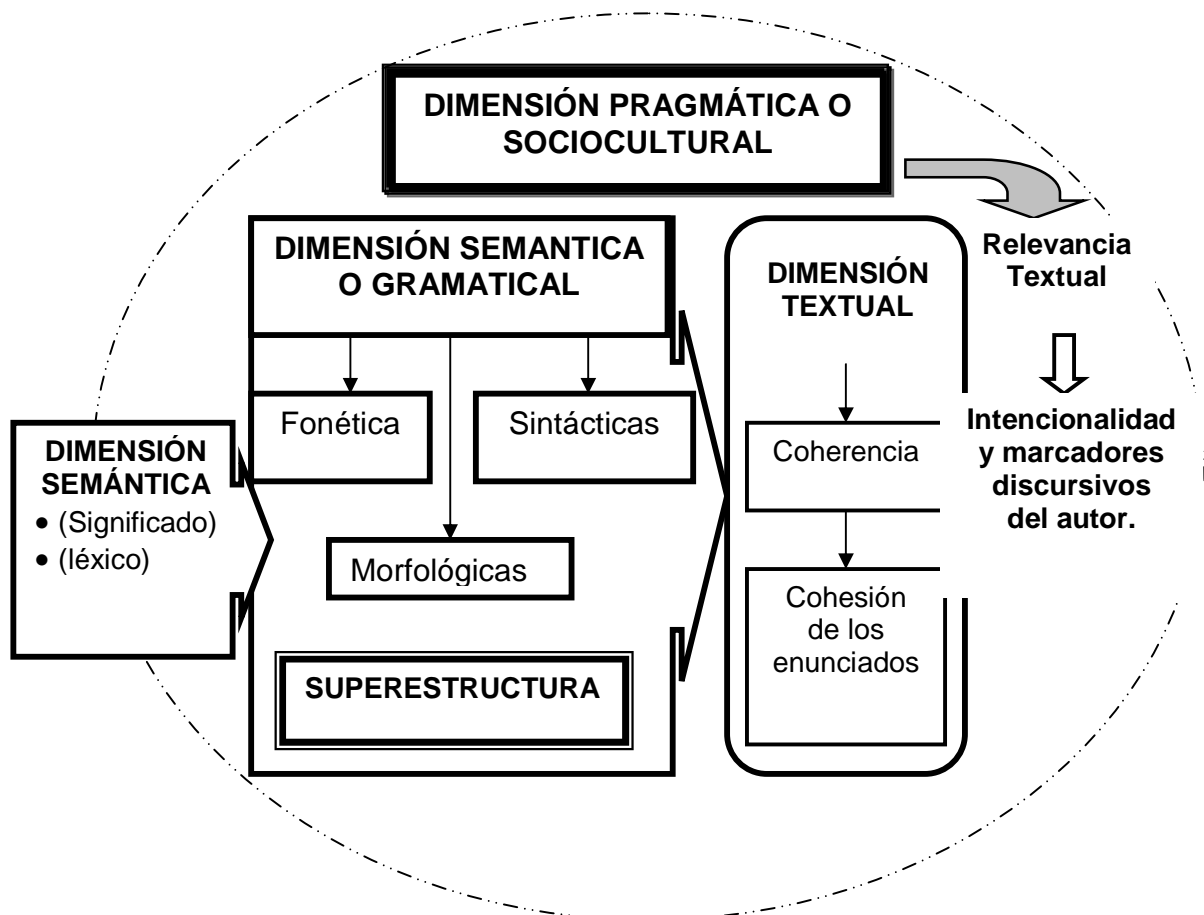 DIMENSIÓN PRAGMÁTICA O
SOCIOCULTURAL
DIMENSIÓN SEMANTICA
O GRAMATICAL
Fonética
Sintácticas
Morfológicas
SUPERESTRUCTURA
DIMENSIÓN
SEMÁNTICA
• (Significado)
• (léxico)
DIMENSIÓN
TEXTUAL
Coherencia
Cohesión
de los
enunciados
Relevancia
Textual
Intencionalidad
y marcadores
discursivos
del autor.